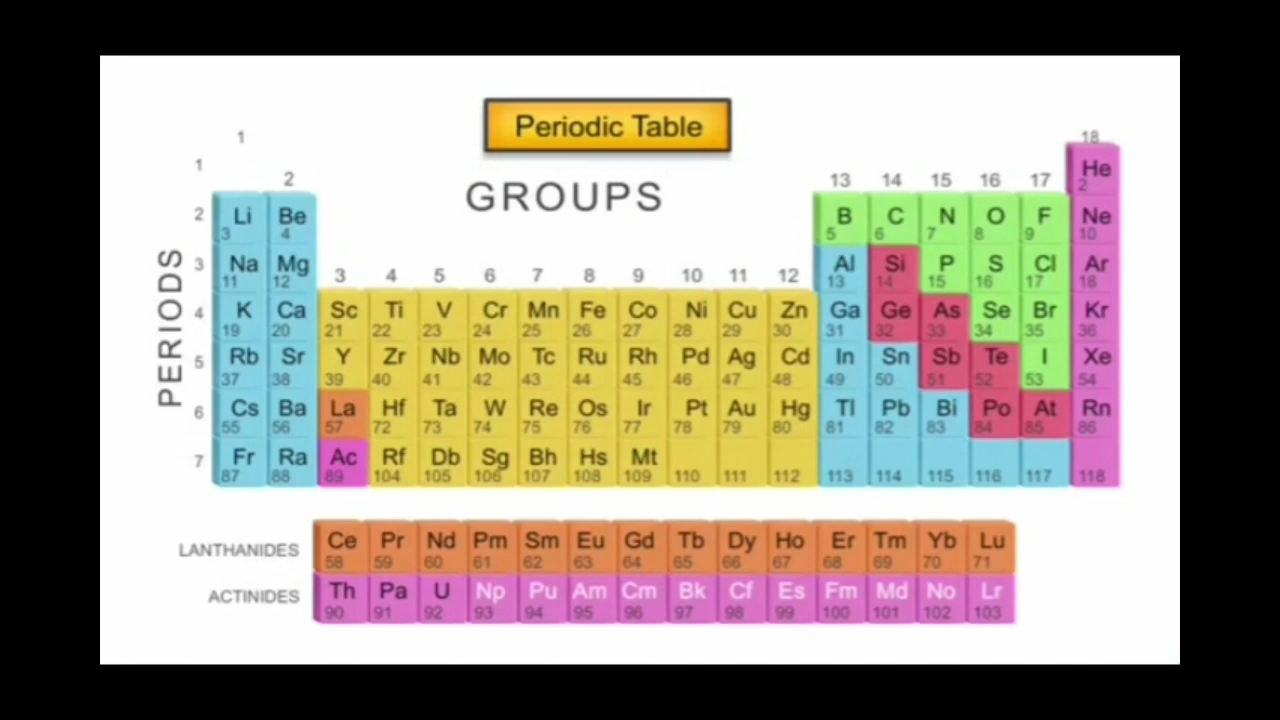 Periodic Table
GROUPS
PERIODS
1 18
1 He
2
2 13 14 15 16 17
2 Li Be B C N O F Ne
3 4 5 6 7 8 9 10
3 Na Mg Al Si P S Cl Ar
11 12 13 14 15 16 17 18
3 4 5 6 7 8 9 10 11 12
4 K Ca Sc Ti V Cr Mn Fe Co Ni Cu Zn Ga Ge As Se Br Kr
19 20 21 22 23 24 25 26 27 28 29 30 31 32 33 34 35 36
5 Rb Sr Y Zr Nb Mo Tc Ru Rh Pd Ag Cd In Sn Sb Te I Xe
37 38 39 40 41 42 43 44 45 46 47 48 49 50 51 52 53 54
6 Cs Ba La Hf Ta W Re Os Ir Pt Au Hg Tl Pb Bi Po At Rn
55 56 57 72 73 74 75 76 77 78 79 80 81 82 83 84 85 86
7 Fr Ra Ac Rf Db Sg Bh Hs Mt
87 88 89 104 105 106 107 108 109 110 111 112 113 114 115 116 117 118
LANTHANIDES Ce Pr Nd Pm Sm Eu Gd Tb Dy Ho Er Tm Yb Lu
58 59 60 61 62 63 64 65 66 67 68 69 70 71
ACTINIDES Th Pa U Np Pu Am Cm Bk Cf Es Fm Md No Lr
90 91 92 93 94 95 96 97 98 99 100 101 102 103